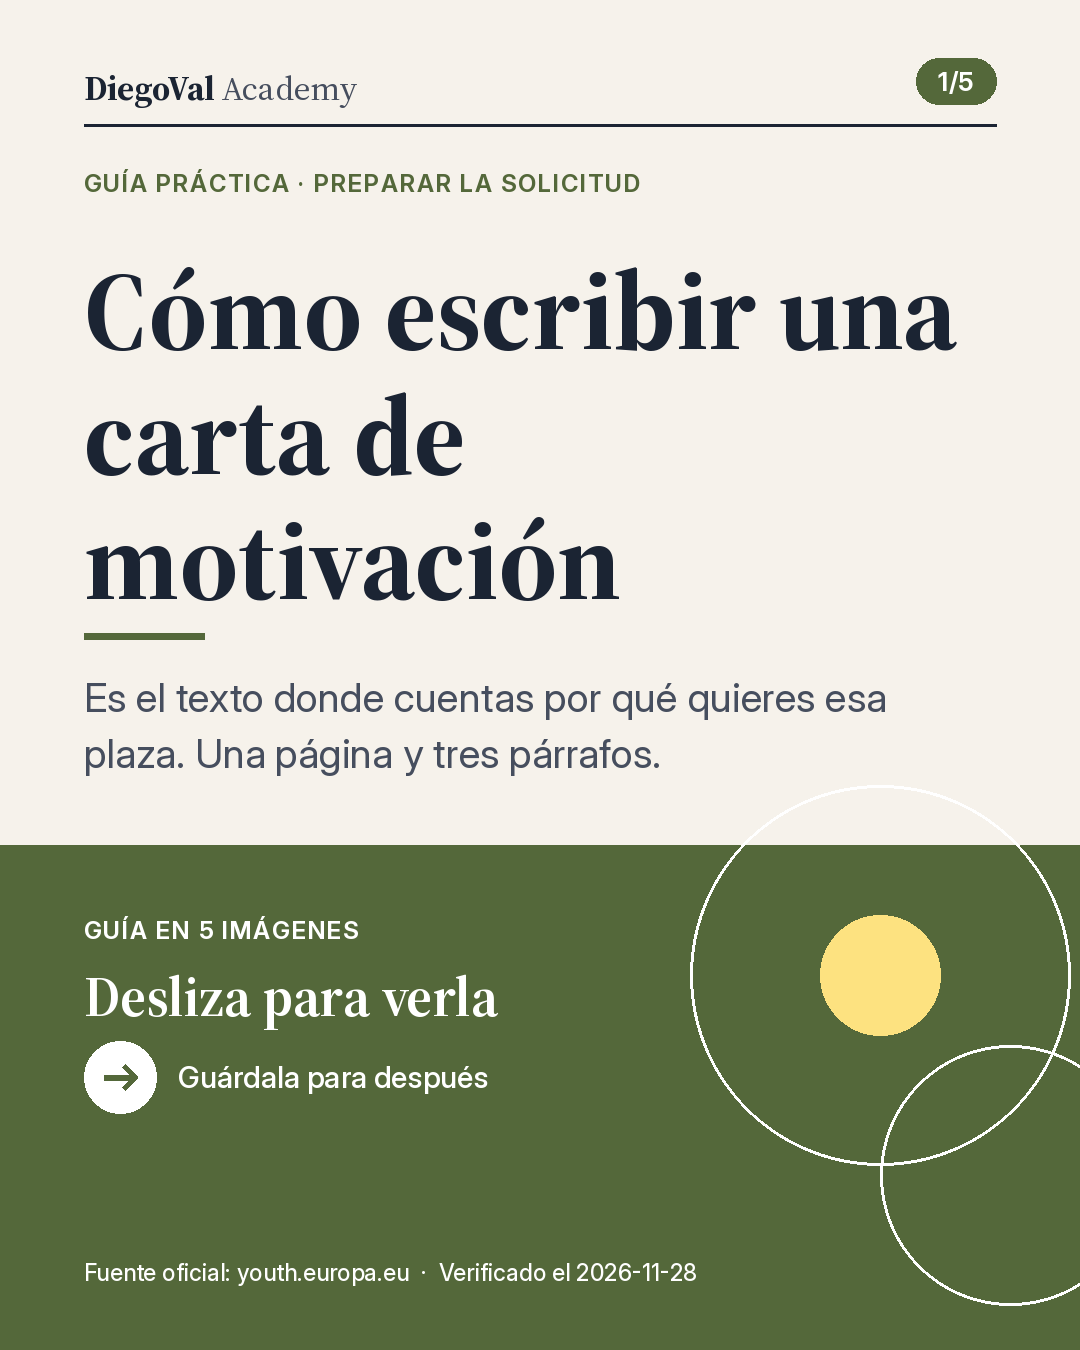 DiegoVal Academy
1/5
GUÍA PRÁCTICA · PREPARAR LA SOLICITUD
Cómo escribir una
carta de
motivación
Es el texto donde cuentas por qué quieres esa
plaza. Una página y tres párrafos.
GUÍA EN 5 IMÁGENES
Desliza para verla
Guárdala para después
Fuente oficial: youth.europa.eu · Verificado el 2026-11-28